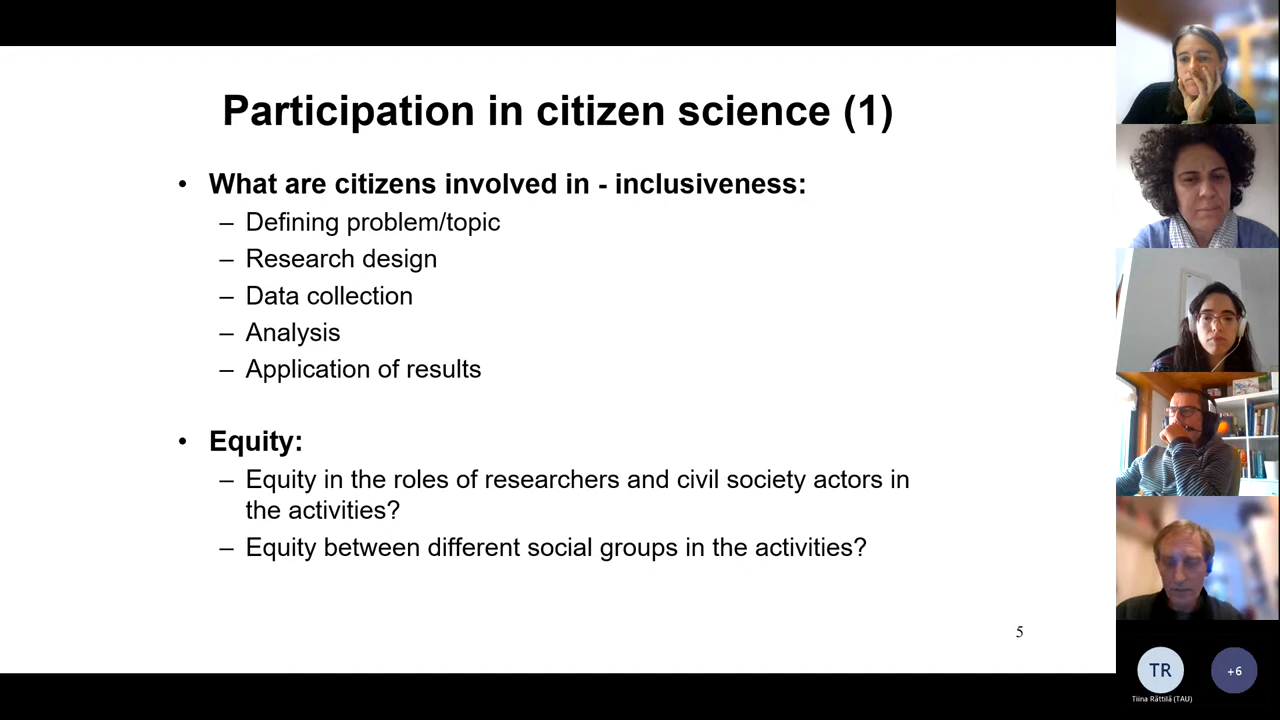 Participation in citizen science (1)
• What are citizens involved in - inclusiveness:
– Defining problem/topic
– Research design
– Data collection
– Analysis
– Application of results
• Equity:
– Equity in the roles of researchers and civil society actors in
the activities?
– Equity between different social groups in the activities?
5
TR
+6
Tiina Rättilä (TAU)